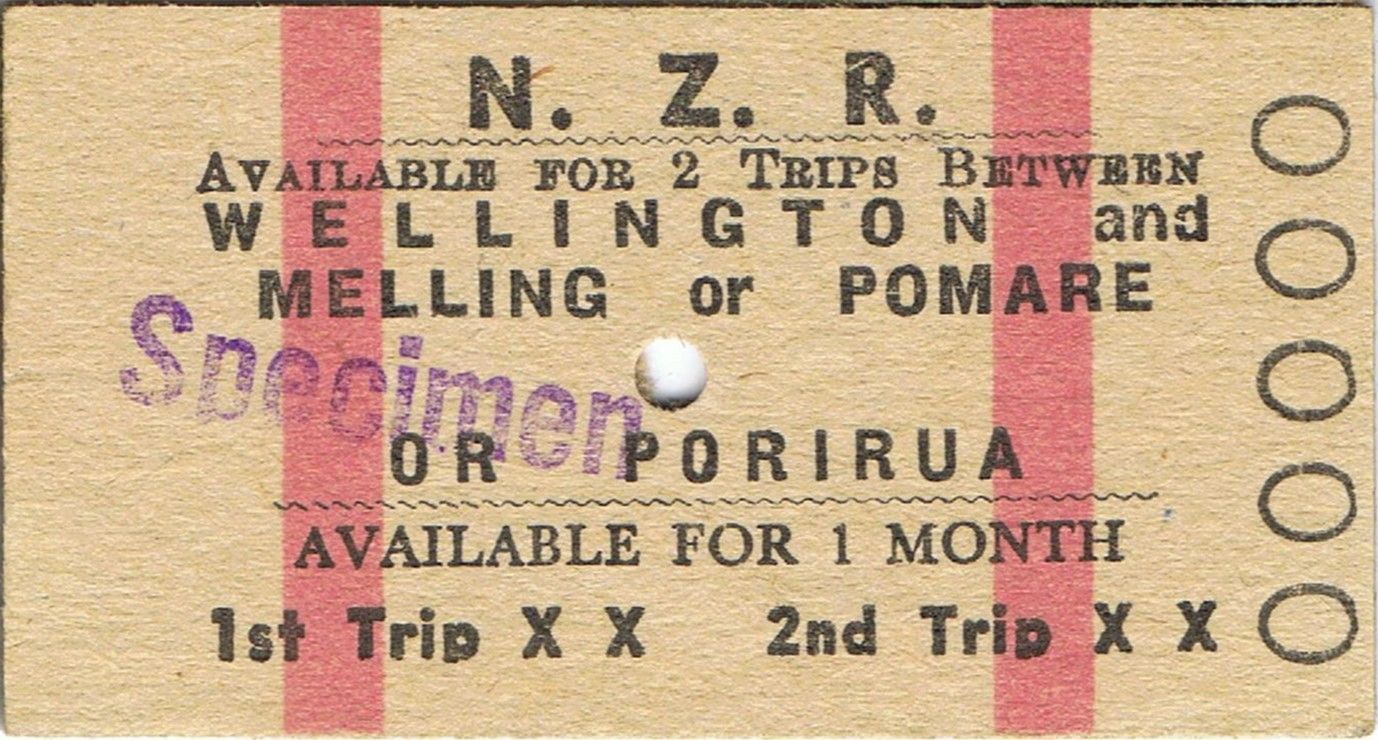 N. Z. R.
AVAILABLE FOR 2 TRIPS BETWEEN
WELLINGTON and
MELLING or POMARE
Specimen
OR PORIRUA
AVAILABLE FOR 1 MONTH
1st Trip X X 2nd Trip X X
00000